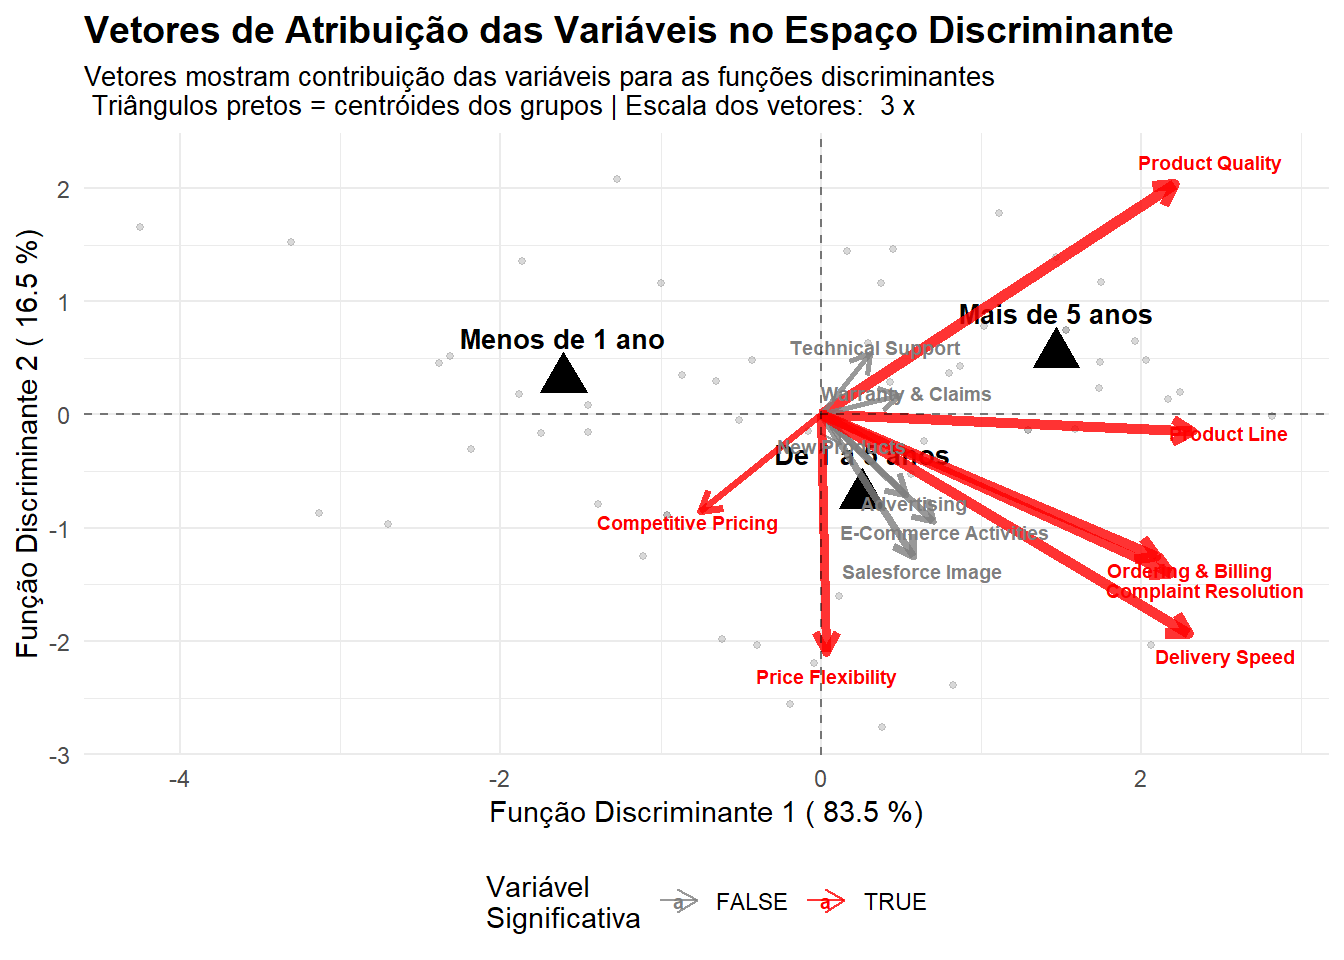 Vetores de Atribuição das Variáveis no Espaço Discriminante
Vetores mostram contribuição das variáveis para as funções discriminantes
Triângulos pretos = centróides dos grupos | Escala dos vetores:  3 x
Função Discriminante 2 ( 16.5 %)
2
1
0
-1
-2
-3
Product Quality
Mais de 5 anos
Menos de 1 ano
Technical Support
Warranty & Claims
Product Line
New Products
De 1 a 5 anos
Advertising
Competitive Pricing
E-Commerce Activities
Salesforce Image
Ordering & Billing
Complaint Resolution
Delivery Speed
Price Flexibility
-4
-2
0
2
Função Discriminante 1 ( 83.5 %)
Variável
Significativa
a FALSE
a TRUE